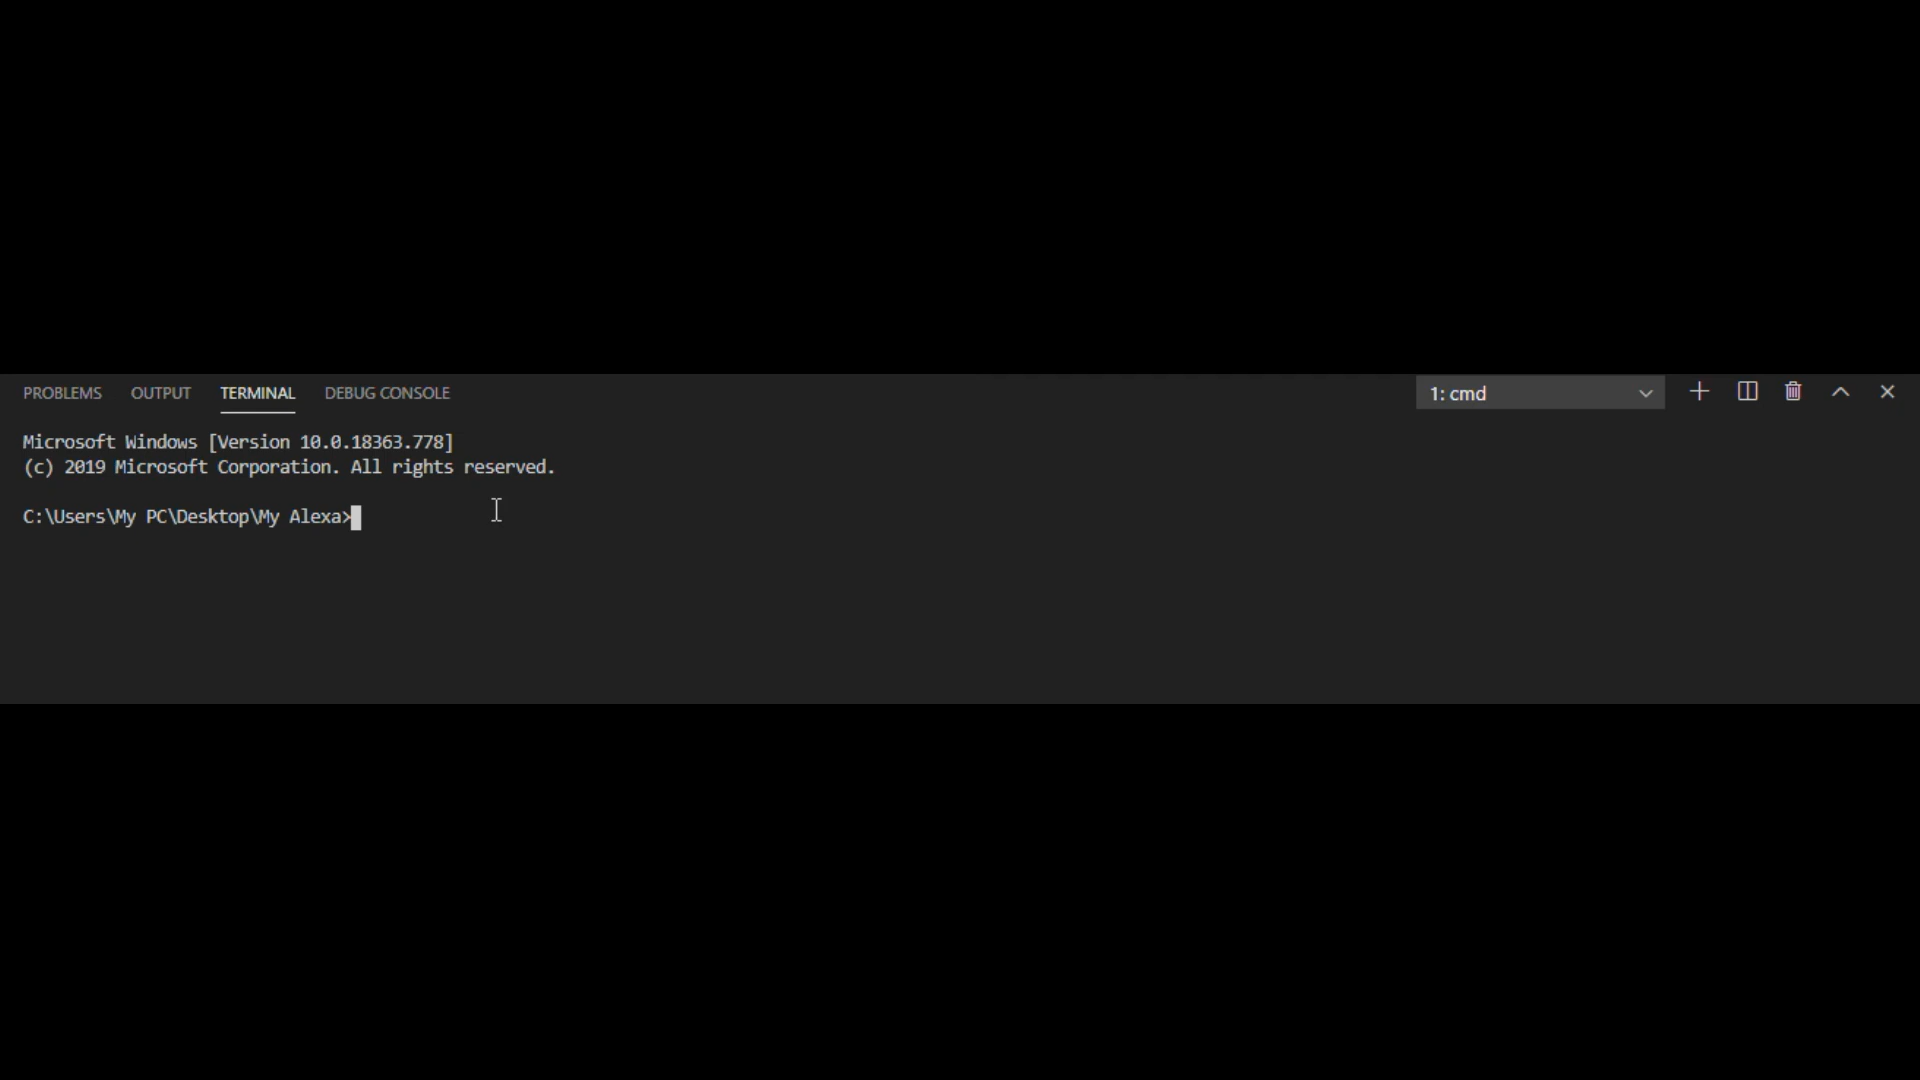 PROBLEMS OUTPUT TERMINAL DEBUG CONSOLE 1: cmd
Microsoft Windows [Version 10.0.18363.778]
(c) 2019 Microsoft Corporation. All rights reserved.
C:\Users\My PC\Desktop\My Alexa>